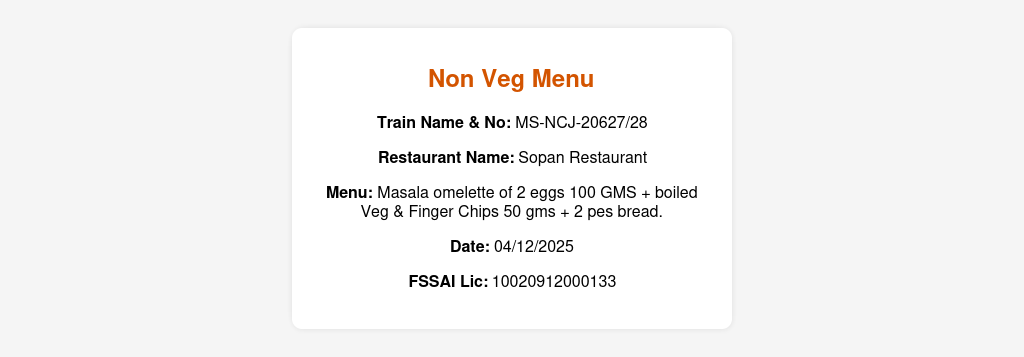 Non Veg Menu
Train Name & No: MS-NCJ-20627/28
Restaurant Name: Sopan Restaurant
Menu: Masala omelette of 2 eggs 100 GMS + boiled
Veg & Finger Chips 50 gms + 2 pes bread.
Date: 04/12/2025
FSSAI Lic: 10020912000133